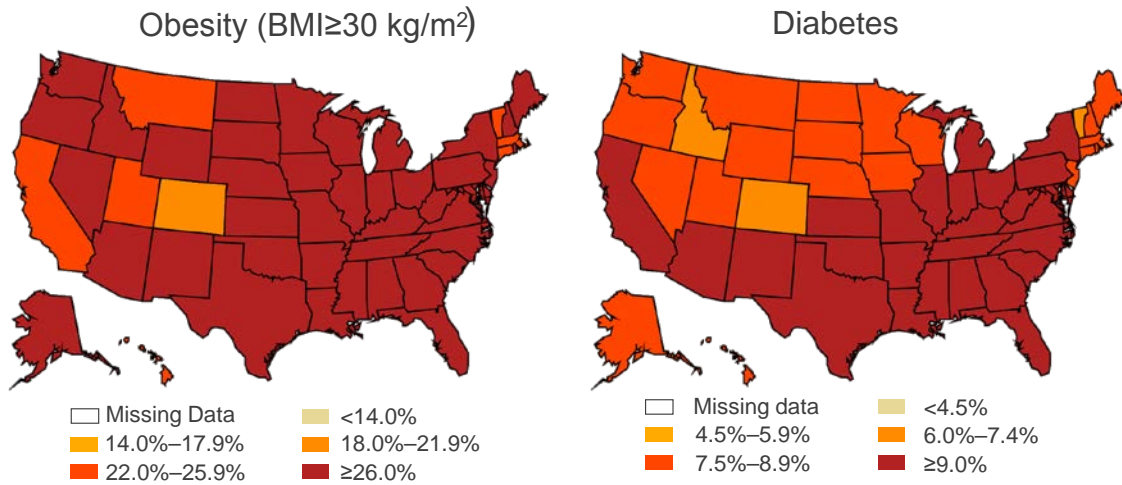 Obesity (BMI≥30 kg/m²)
Diabetes
Missing Data
<14.0%
14.0%–17.9%
18.0%–21.9%
22.0%–25.9%
≥26.0%
Missing data
<4.5%
4.5%–5.9%
6.0%–7.4%
7.5%–8.9%
≥9.0%